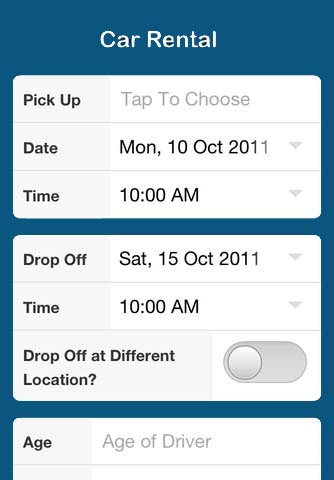 Car Rental
Pick Up Tap To Choose
Date Mon, 10 Oct 2011
Time 10:00 AM
Drop Off Sat, 15 Oct 2011
Time 10:00 AM
Drop Off at Different
Location?
Age Age of Driver